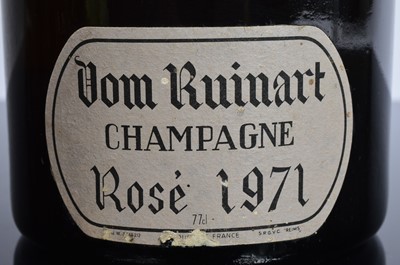 Dom Ruinart
CHAMPAGNE
Rosé 1971
77cl
FRANCE